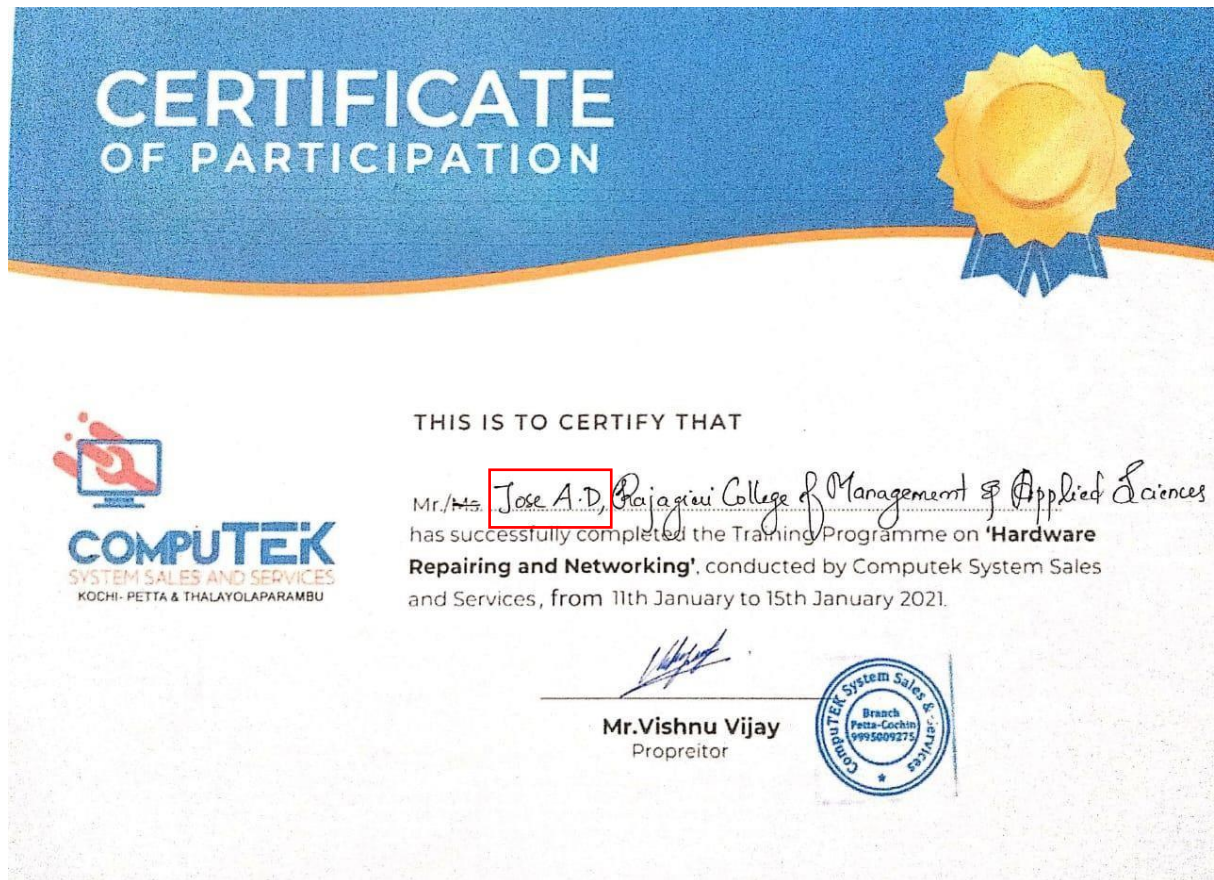 CERTIFICATE
OF PARTICIPATION
THIS IS TO CERTIFY THAT
Mr./Ms. Jose A.D, Rajagiri College of Management & Applied Sciences
has successfully completed the Training Programme on 'Hardware
Repairing and Networking', conducted by Computek System Sales
and Services, from 11th January to 15th January 2021.
COMPUTEK
SYSTEM SALES AND SERVICES
KOCHI- PETTA & THALAYOLAPARAMBU
Mr.Vishnu Vijay
Propreitor
CompuTEK System Sales & Services
Branch
Petta-Cochin
9995009275